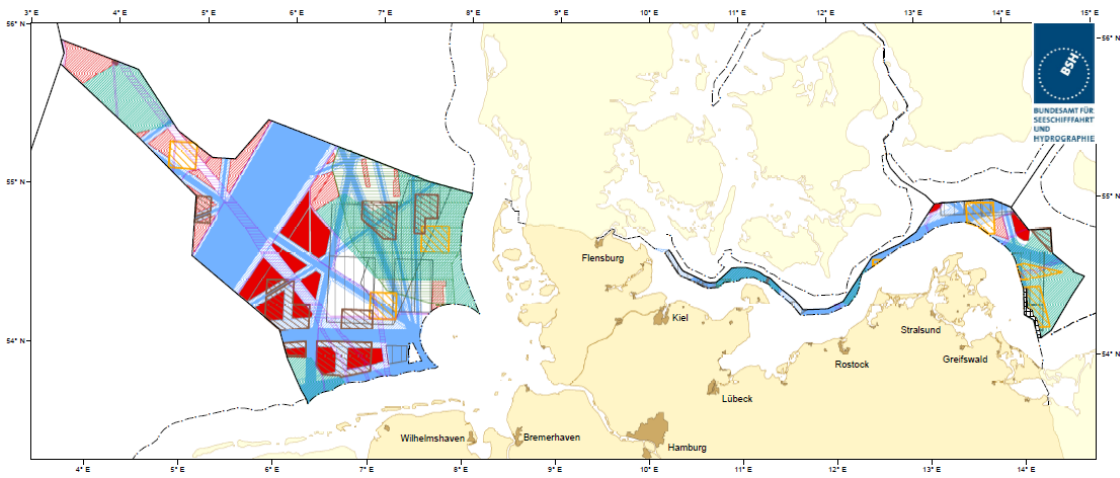 3° E 4° E 5° E 6° E 7° E 8° E 9° E 10° E 11° E 12° E 13° E 14° E 15° E
56° N
56° N
BSH
BUNDESAMT FÜR
SEESCHIFFFAHRT
UND
HYDROGRAPHIE
55° N
55° N
Flensburg
Kiel
Stralsund
54° N
Rostock
Greifswald
54° N
Lübeck
Wilhelmshaven
Bremerhaven
Hamburg
4° E 5° E 6° E 7° E 8° E 9° E 10° E 11° E 12° E 13° E 14° E